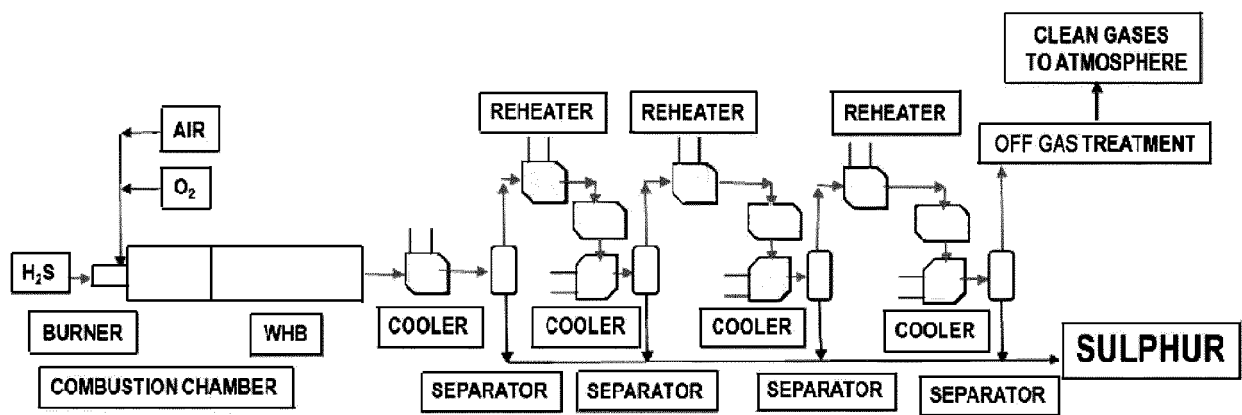 CLEAN GASES
TO ATMOSPHERE
REHEATER
REHEATER
REHEATER
OFF GAS TREATMENT
AIR
O₂
H₂S
BURNER
WHB
COOLER
COOLER
COOLER
COOLER
COMBUSTION CHAMBER
SEPARATOR
SEPARATOR
SEPARATOR
SEPARATOR
SULPHUR